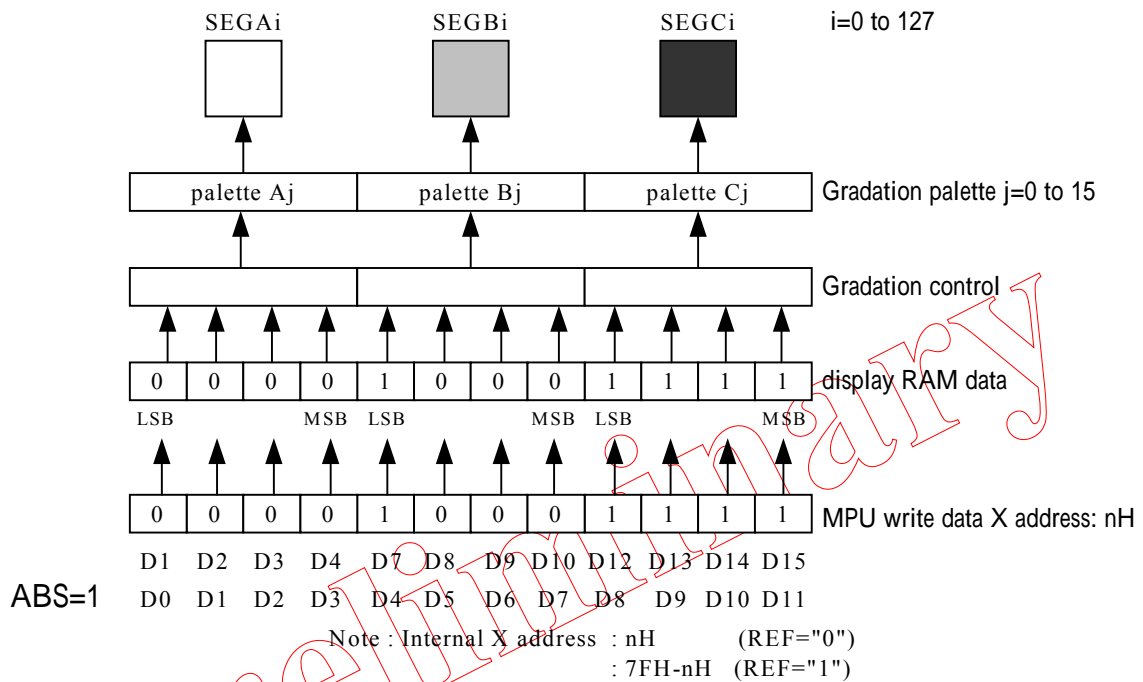 SEGAi SEGBi SEGCi i=0 to 127
palette Aj palette Bj palette Cj Gradation palette j=0 to 15
Gradation control
0 0 0 0 1 0 0 0 1 1 1 1 display RAM data
LSB MSB LSB MSB LSB MSB
0 0 0 0 1 0 0 0 1 1 1 1 MPU write data X address: nH
D1 D2 D3 D4 D7 D8 D9 D10 D12 D13 D14 D15
ABS=1 D0 D1 D2 D3 D4 D5 D6 D7 D8 D9 D10 D11
Note : Internal X address : nH (REF="0")
: 7FH-nH (REF="1")
eliminary